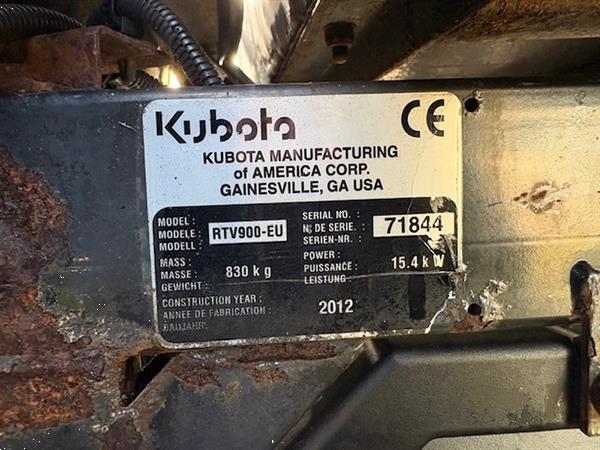 Kubota CE
KUBOTA MANUFACTURING
of AMERICA CORP.
GAINESVILLE, GA USA
MODEL:
MODELE:
MODELL:
RTV900-EU
SERIAL NO. :
N. DE SERIE. :
SERIEN-NR. :
71844
MASS:
MASSE:
GEWICHT:
830 kg
POWER:
PUISSANCE :
LEISTUNG :
15.4 kW
CONSTRUCTION YEAR :
ANNEE DE FABRICATION :
BAUJAHR:
2012